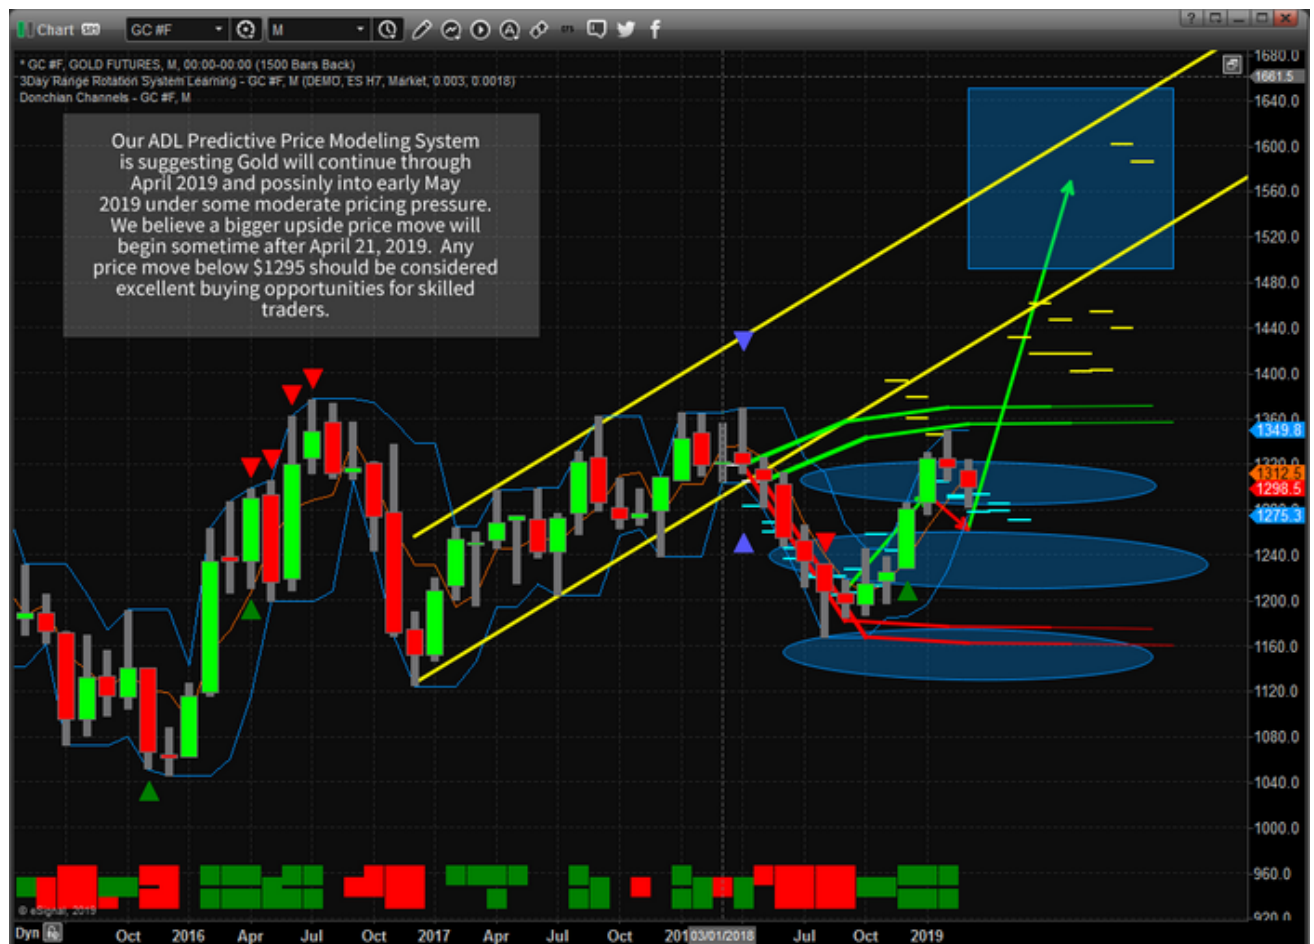 Chart
GC #F
M
* GC #F, GOLD FUTURES, M, 00:00-00:00 (1500 Bars Back)
3Day Range Rotation System Learning - GC #F, M (DEMO, ES H7, Market, 0.003, 0.0018)
Donchian Channels - GC #F, M
Our ADL Predictive Price Modeling System
is suggesting Gold will continue through
April 2019 and possinly into early May
2019 under some moderate pricing pressure.
We believe a bigger upside price move will
begin sometime after April 21, 2019. Any
price move below $1295 should be considered
excellent buying opportunities for skilled
traders.
1680.0
1661.5
1640.0
1600.0
1560.0
1520.0
1480.0
1440.0
1400.0
1360.0
1349.8
1320.0
1312.5
1298.5
1275.3
1240.0
1200.0
1160.0
1120.0
1080.0
1040.0
1000.0
960.0
920.0
© eSignal, 2019
Dyn
Oct 2016 Apr Jul Oct 2017 Apr Jul Oct 201 03/01/2018 Jul Oct 2019